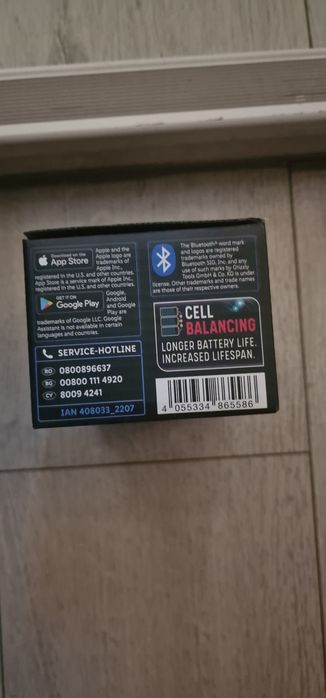 Download on the
App Store
Apple and the
Apple logo are
trademarks of
Apple Inc.,
registered in the U.S. and other countries.
App Store is a service mark of Apple Inc.,
registered in the U.S. and other countries.
GET IT ON
Google Play
Google,
Android
and Google
Play are
trademarks of Google LLC. Google
Assistant is not available in certain
languages and countries.
SERVICE-HOTLINE
RO 0800896637
BG 00800 111 4920
CY 8009 4241
IAN 408033_2207
The Bluetooth® word mark
and logos are registered
trademarks owned by
Bluetooth SIG, Inc. and any
use of such marks by Grizzly
Tools GmbH & Co. KG is under
license. Other trademarks and trade names
are those of their respective owners.
CELL
BALANCING
LONGER BATTERY LIFE.
INCREASED LIFESPAN.
4 055334 865586